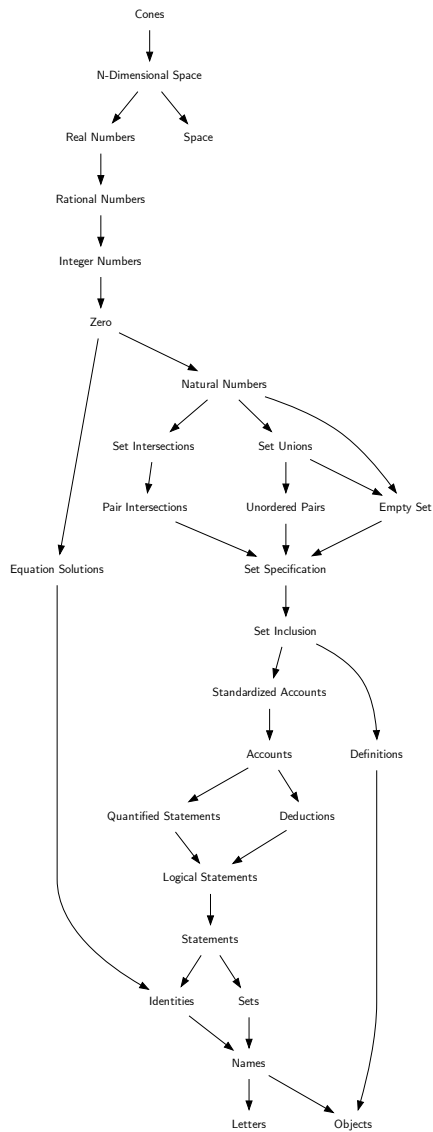 Cones
N-Dimensional Space
Real Numbers
Space
Rational Numbers
Integer Numbers
Zero
Natural Numbers
Set Intersections
Set Unions
Pair Intersections
Unordered Pairs
Empty Set
Equation Solutions
Set Specification
Set Inclusion
Standardized Accounts
Accounts
Definitions
Quantified Statements
Deductions
Logical Statements
Statements
Identities
Sets
Names
Letters
Objects